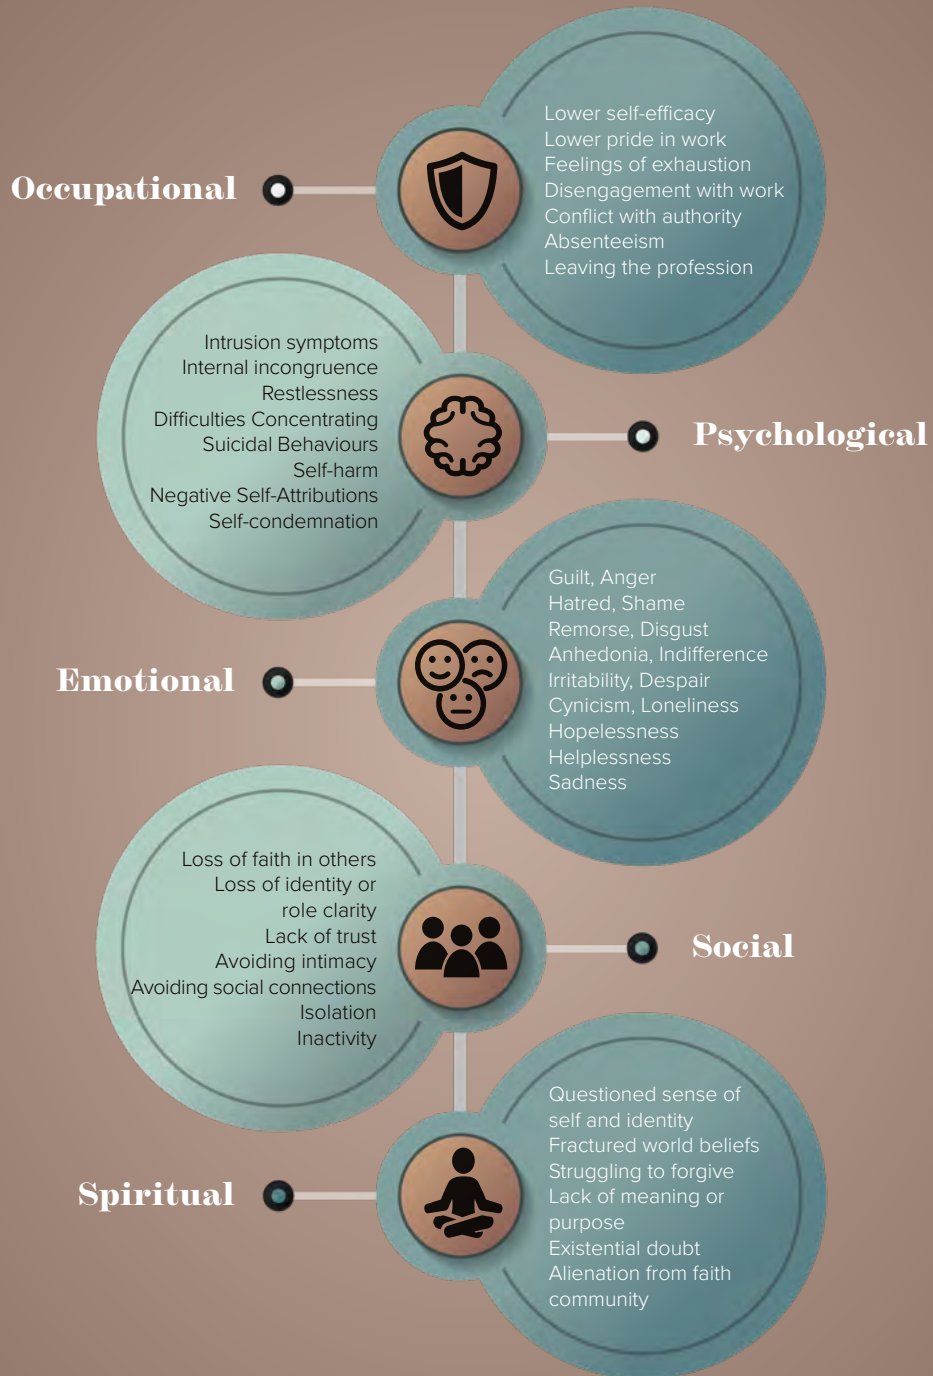 Occupational
Lower self-efficacy
Lower pride in work
Feelings of exhaustion
Disengagement with work
Conflict with authority
Absenteeism
Leaving the profession
Psychological
Intrusion symptoms
Internal incongruence
Restlessness
Difficulties Concentrating
Suicidal Behaviours
Self-harm
Negative Self-Attributions
Self-condemnation
Emotional
Guilt, Anger
Hatred, Shame
Remorse, Disgust
Anhedonia, Indifference
Irritability, Despair
Cynicism, Loneliness
Hopelessness
Helplessness
Sadness
Social
Loss of faith in others
Loss of identity or
role clarity
Lack of trust
Avoiding intimacy
Avoiding social connections
Isolation
Inactivity
Spiritual
Questioned sense of
self and identity
Fractured world beliefs
Struggling to forgive
Lack of meaning or
purpose
Existential doubt
Alienation from faith
community